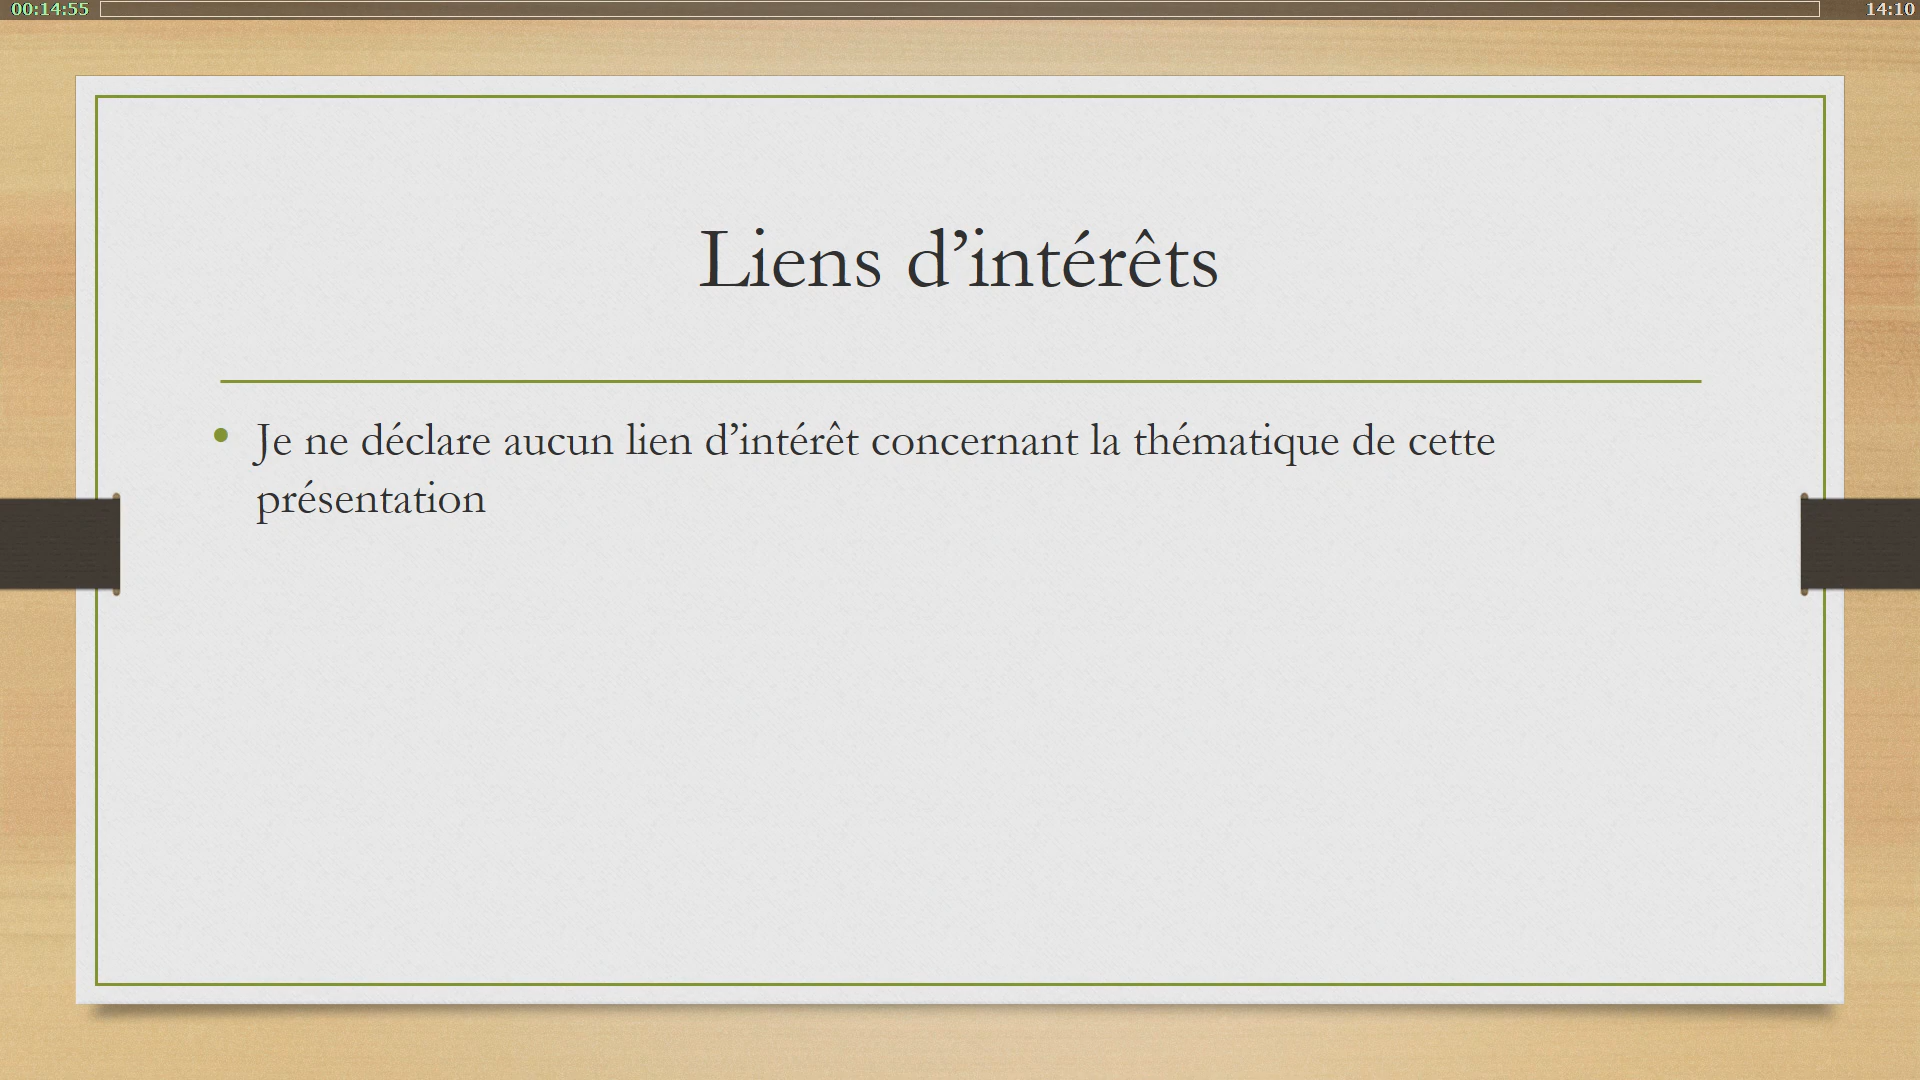 00:14:55
14:10
Liens d’intérêts
• Je ne déclare aucun lien d’intérêt concernant la thématique de cette
présentation